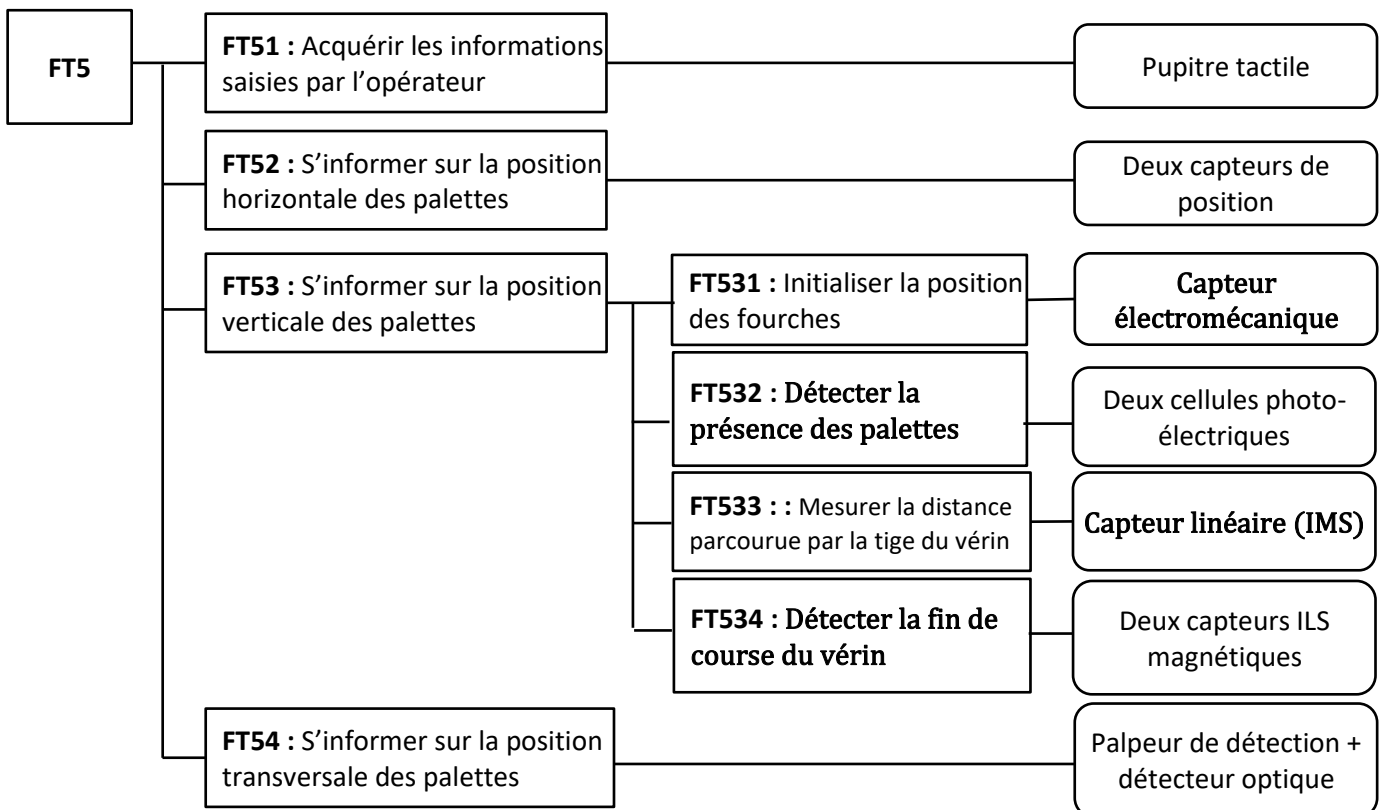 FT5
FT51 : Acquérir les informations
saisies par l’opérateur
Pupitre tactile
FT52 : S’informer sur la position
horizontale des palettes
Deux capteurs de
position
FT53 : S’informer sur la position
verticale des palettes
FT531 : Initialiser la position
des fourches
Capteur
électromécanique
FT532 : Détecter la
présence des palettes
Deux cellules photo-
électriques
FT533 : : Mesurer la distance
parcourue par la tige du vérin
Capteur linéaire (IMS)
FT534 : Détecter la fin de
course du vérin
Deux capteurs ILS
magnétiques
FT54 : S’informer sur la position
transversale des palettes
Palpeur de détection +
détecteur optique